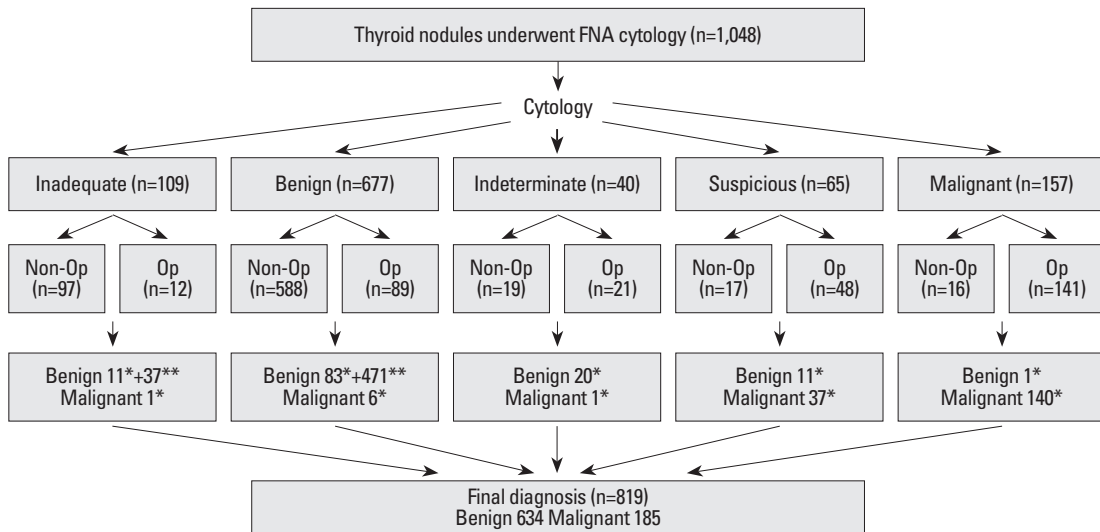 Thyroid nodules underwent FNA cytology (n=1,048)
Cytology
Inadequate (n=109)
Benign (n=677)
Indeterminate (n=40)
Suspicious (n=65)
Malignant (n=157)
Non-Op
(n=97)
Op
(n=12)
Non-Op
(n=588)
Op
(n=89)
Non-Op
(n=19)
Op
(n=21)
Non-Op
(n=17)
Op
(n=48)
Non-Op
(n=16)
Op
(n=141)
Benign 11*+37**
Malignant 1*
Benign 83*+471**
Malignant 6*
Benign 20*
Malignant 1*
Benign 11*
Malignant 37*
Benign 1*
Malignant 140*
Final diagnosis (n=819)
Benign 634 Malignant 185